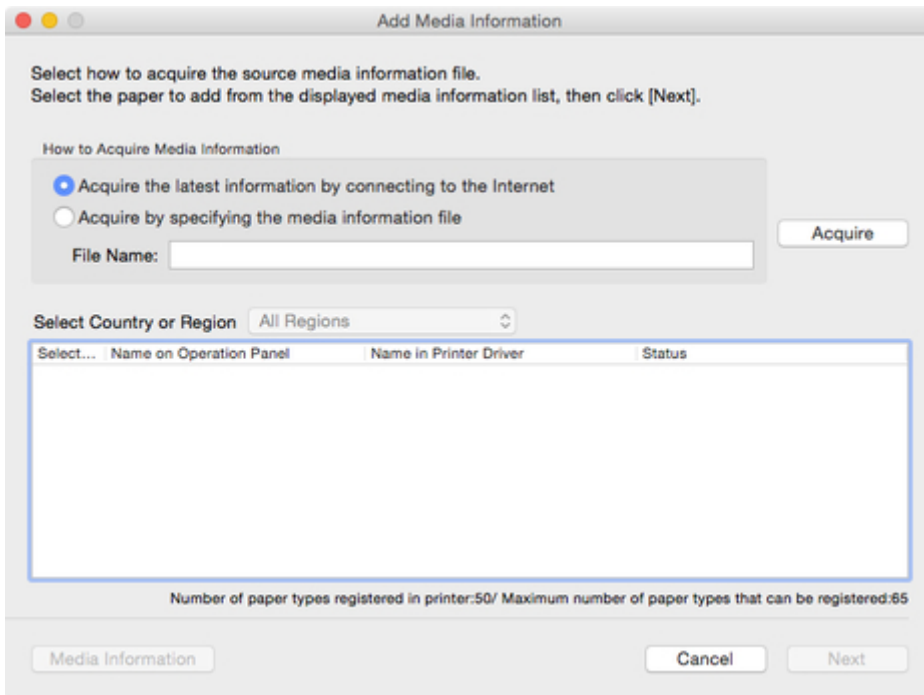 Add Media Information
Select how to acquire the source media information file.
Select the paper to add from the displayed media information list, then click [Next].
How to Acquire Media Information
Acquire the latest information by connecting to the Internet
Acquire by specifying the media information file
File Name:
Acquire
Select Country or Region All Regions
Select... Name on Operation Panel Name in Printer Driver Status
Number of paper types registered in printer:50/ Maximum number of paper types that can be registered:65
Media Information Cancel Next